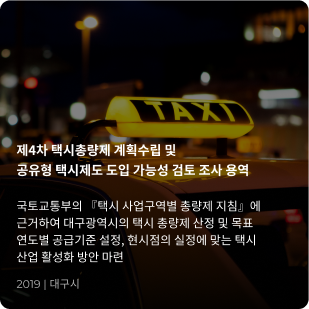 TAXI
제4차 택시총량제 계획수립 및
공유형 택시제도 도입 가능성 검토 조사 용역
국토교통부의 『택시 사업구역별 총량제 지침』에
근거하여 대구광역시의 택시 총량제 산정 및 목표
연도별 공급기준 설정, 현시점의 실정에 맞는 택시
산업 활성화 방안 마련
2019 | 대구시